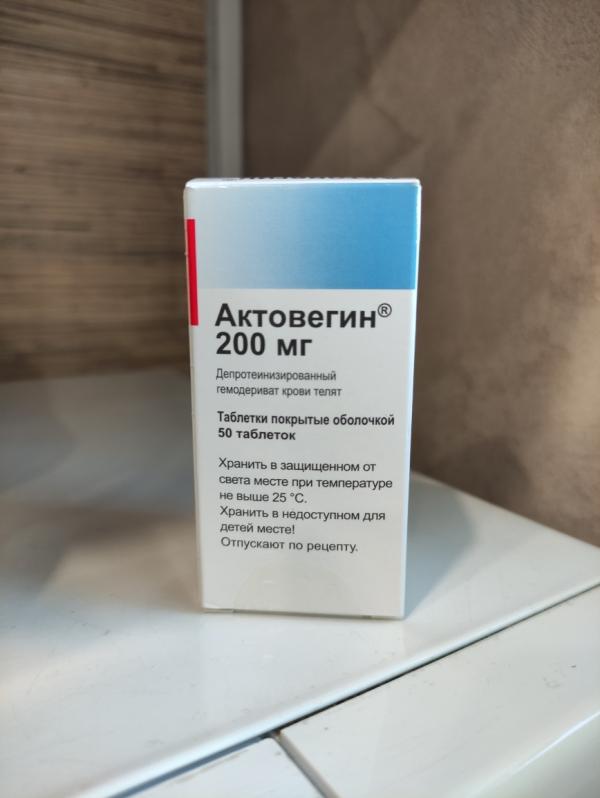 Актовегин®
200 мг
Депротеинизированный
гемодериват крови телят
Таблетки покрытые оболочкой
50 таблеток
Хранить в защищенном от
света месте при температуре
не выше 25 °C.
Хранить в недоступном для
детей месте!
Отпускают по рецепту.